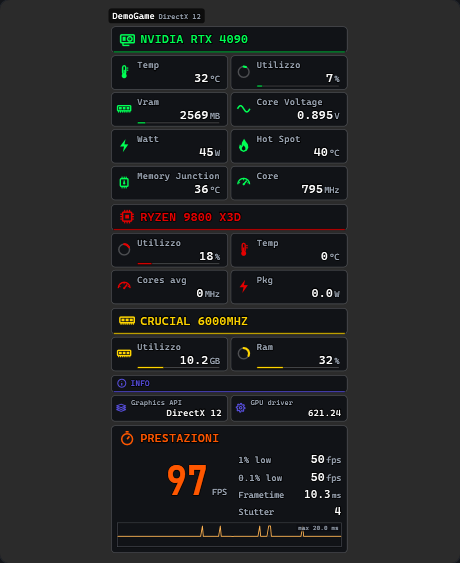 DemoGame DirectX 12
NVIDIA RTX 4090
Temp
32°C
Utilizzo
7%
Vram
2569MB
Core Voltage
0.895V
Watt
45W
Hot Spot
40°C
Memory Junction
36°C
Core
795MHz
RYZEN 9800 X3D
Utilizzo
18%
Temp
0°C
Cores avg
0MHz
Pkg
0.0W
CRUCIAL 6000MHZ
Utilizzo
10.2GB
Ram
32%
INFO
Graphics API
DirectX 12
GPU driver
621.24
PRESTAZIONI
97 FPS
1% low 50fps
0.1% low 50fps
Frametime 10.3ms
Stutter 4
max 20.0 ms